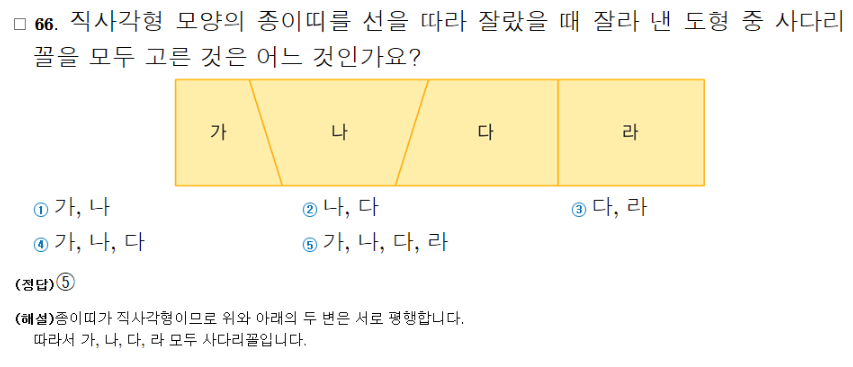 □ 66. 직사각형 모양의 종이띠를 선을 따라 잘랐을 때 잘라 낸 도형 중 사다리
꼴을 모두 고른 것은 어느 것인가요?
가 나 다 라
① 가, 나 ② 나, 다 ③ 다, 라
④ 가, 나, 다 ⑤ 가, 나, 다, 라
(정답)⑤
(해설)종이띠가 직사각형이므로 위와 아래의 두 변은 서로 평행합니다.
따라서 가, 나, 다, 라 모두 사다리꼴입니다.